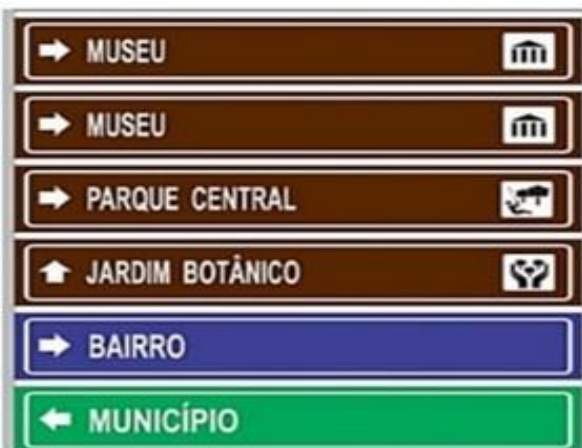 MUSEU
MUSEU
PARQUE CENTRAL
JARDIM BOTÂNICO
BAIRRO
MUNICÍPIO